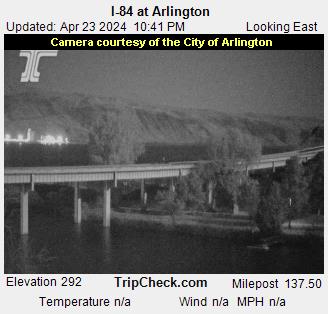 I-84 at Arlington
Updated: Apr 23 2024 10:41 PM Looking East
Camera courtesy of the City of Arlington
Elevation 292 TripCheck.com Milepost 137.50
Temperature n/a Wind n/a MPH n/a